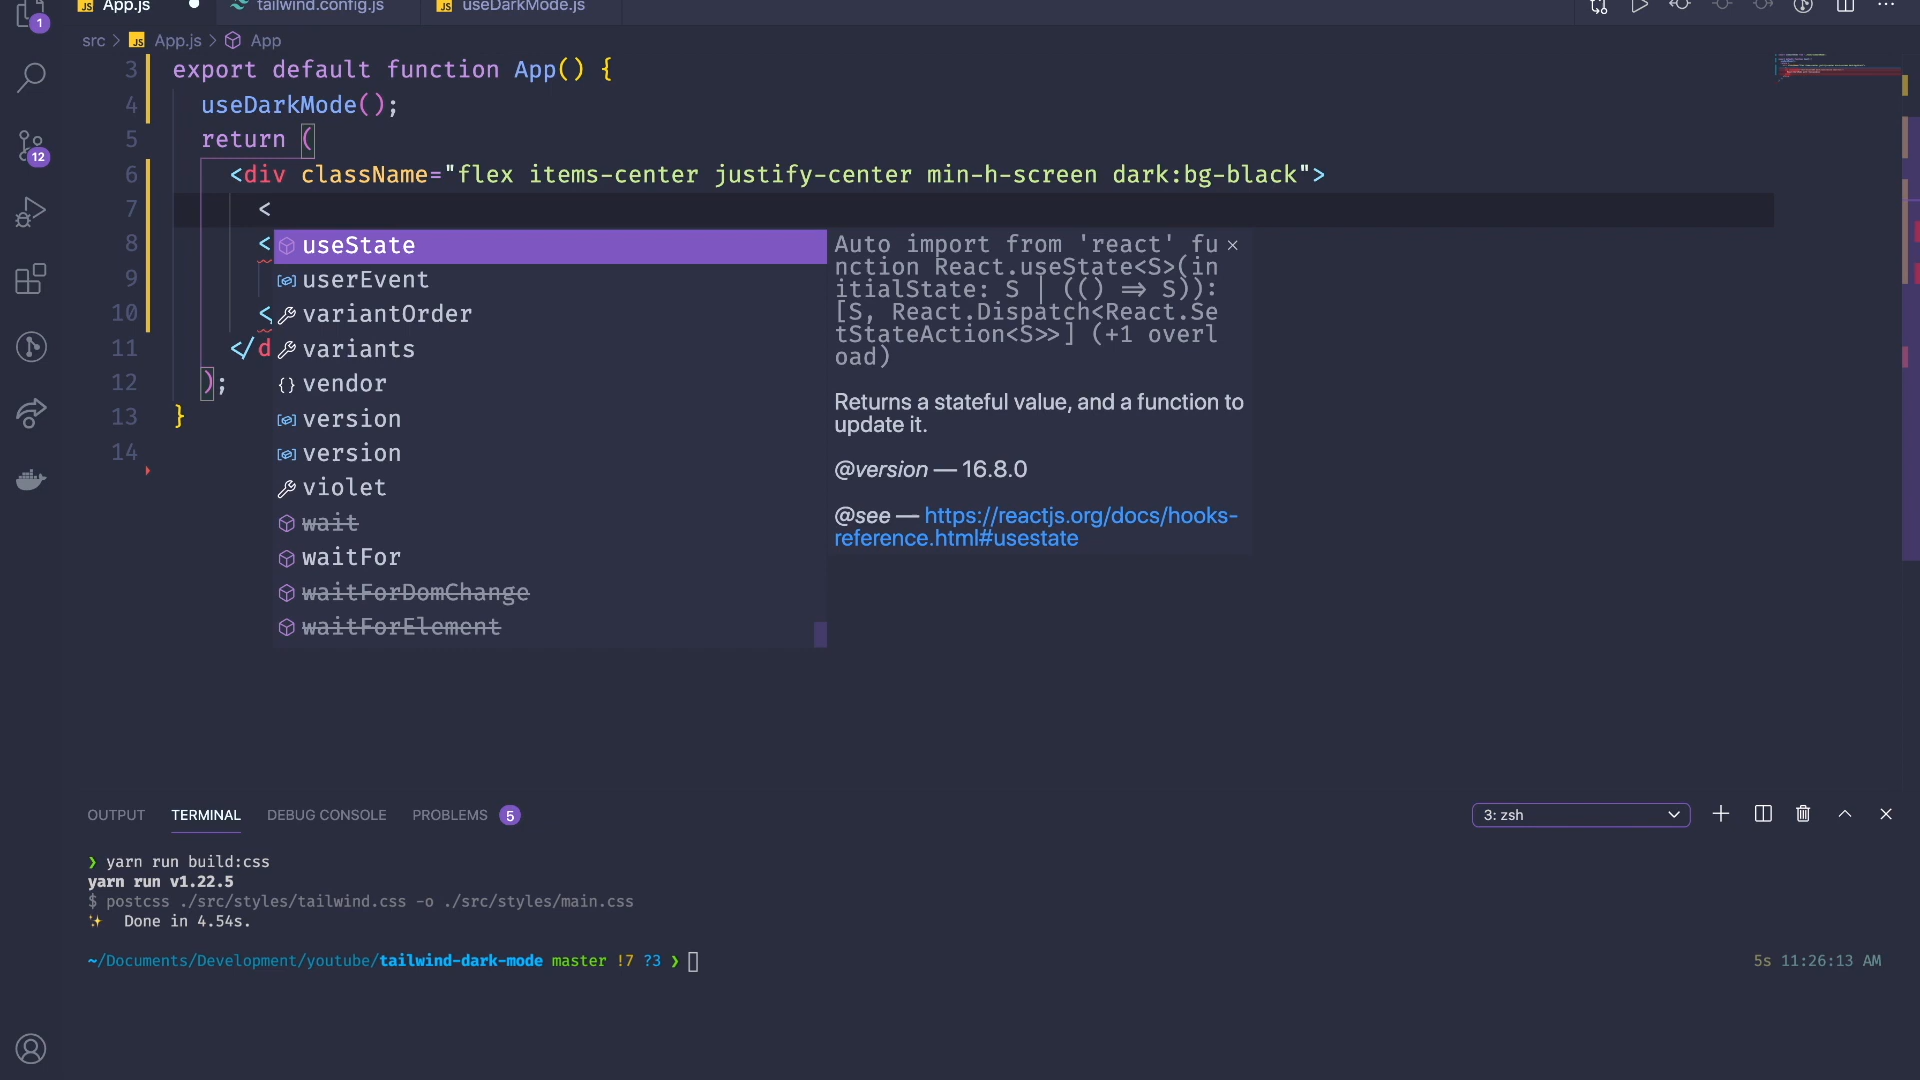 1
JS App.js
tailwind.config.js
JS useDarkMode.js
src > JS App.js > App
12
3 export default function App() {
4 useDarkMode();
5 return (
6 <div className="flex items-center justify-center min-h-screen dark:bg-black">
7 <
8 <
9
10 <
11 </d
12 );
13 }
14
useState
userEvent
variantOrder
variants
{} vendor
version
version
violet
wait
waitFor
waitForDomChange
waitForElement
Auto import from 'react' fu
nction React.useState<S>(in
itialState: S | (() => S)):
[S, React.Dispatch<React.Se
tStateAction<S>>] (+1 overl
oad)
Returns a stateful value, and a function to
update it.
@version — 16.8.0
@see — https://reactjs.org/docs/hooks-
reference.html#usestate
OUTPUT TERMINAL DEBUG CONSOLE PROBLEMS 5
3: zsh
❯ yarn run build:css
yarn run v1.22.5
$ postcss ./src/styles/tailwind.css -o ./src/styles/main.css
✨ Done in 4.54s.
~/Documents/Development/youtube/tailwind-dark-mode master !7 ?3 ❯
5s 11:26:13 AM